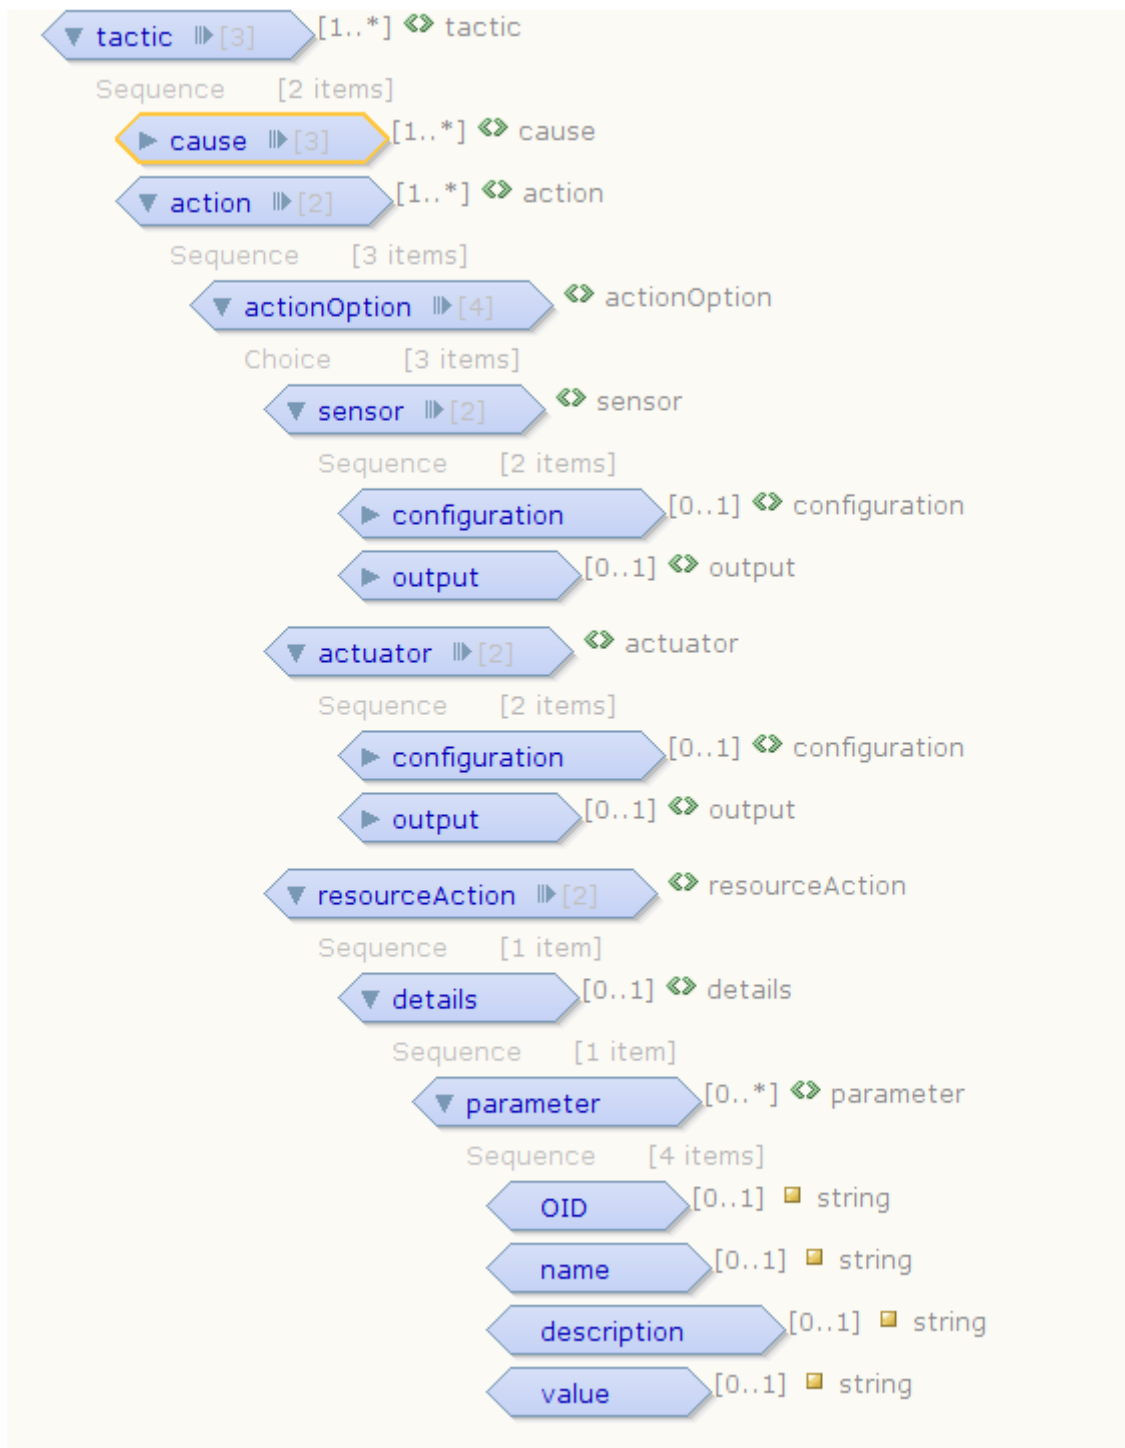 tactic [3] [1..*] tactic
Sequence [2 items]
cause [3] [1..*] cause
action [2] [1..*] action
Sequence [3 items]
actionOption [4] actionOption
Choice [3 items]
sensor [2] sensor
Sequence [2 items]
configuration [0..1] configuration
output [0..1] output
actuator [2] actuator
Sequence [2 items]
configuration [0..1] configuration
output [0..1] output
resourceAction [2] resourceAction
Sequence [1 item]
details [0..1] details
Sequence [1 item]
parameter [0..*] parameter
Sequence [4 items]
OID [0..1] string
name [0..1] string
description [0..1] string
value [0..1] string